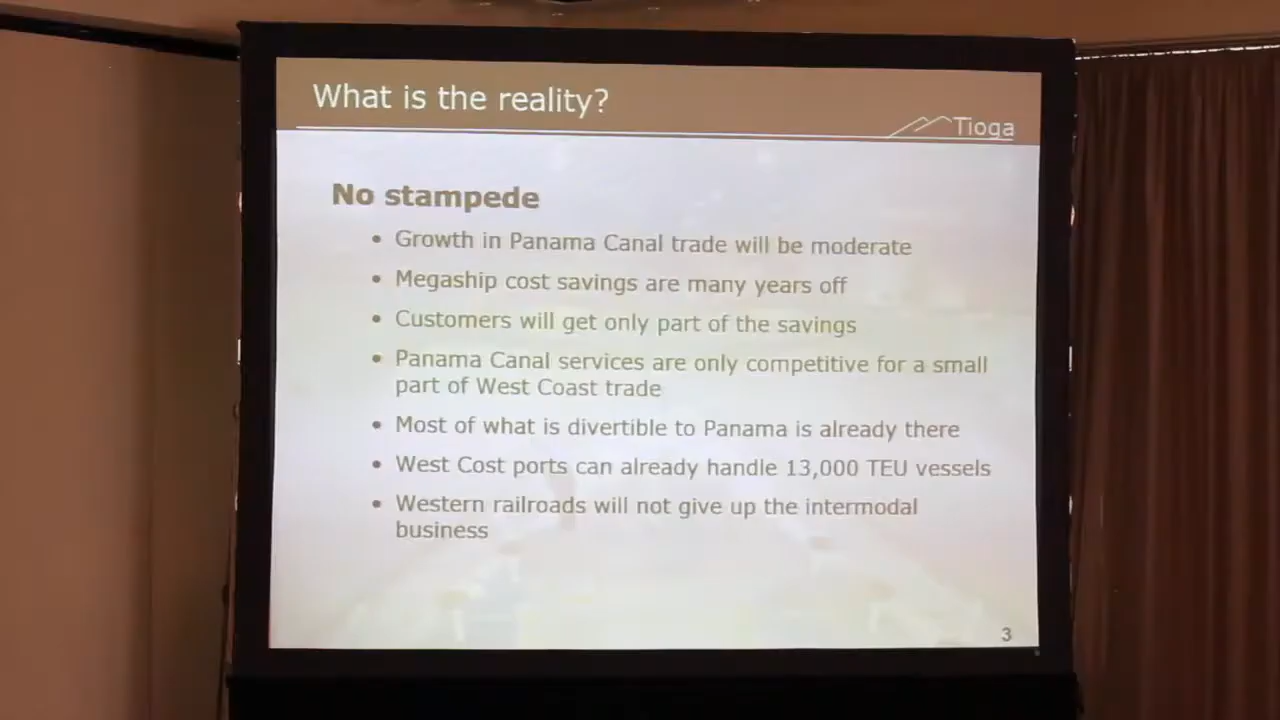 What is the reality?
Tioga
No stampede
• Growth in Panama Canal trade will be moderate
• Megaship cost savings are many years off
• Customers will get only part of the savings
• Panama Canal services are only competitive for a small
part of West Coast trade
• Most of what is divertible to Panama is already there
• West Cost ports can already handle 13,000 TEU vessels
• Western railroads will not give up the intermodal
business
3